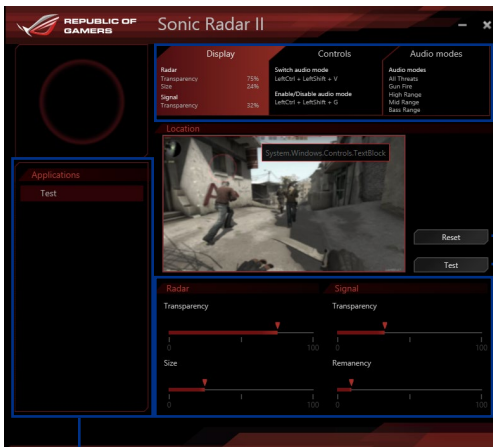 REPUBLIC OF
GAMERS
Sonic Radar II
Display
Controls
Audio modes
Radar
Transparency 75%
Size 24%
Signal
Transparency 32%
Switch audio mode
LeftCtrl + LeftShift + V
Enable/Disable audio mode
LeftCtrl + LeftShift + G
Audio modes
All Threats
Gun Fire
High Range
Mid Range
Bass Range
Location
System.Windows.Controls.TextBlock
Applications
Test
Reset
Test
Radar
Transparency
0 100
Size
0 100
Signal
Transparency
0 100
Remanency
0 100